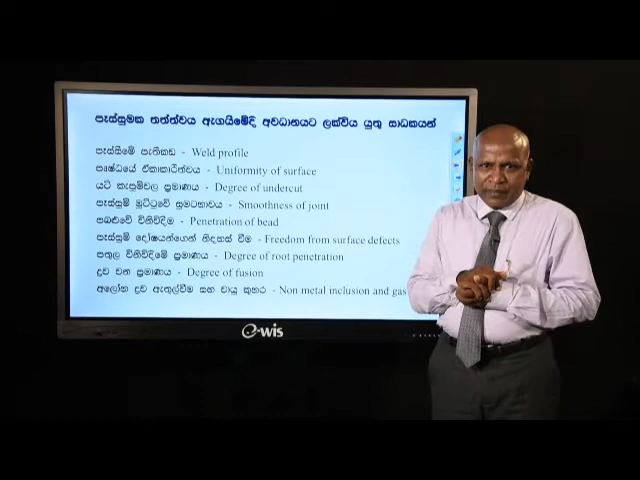 පෑස්සුමක තත්ත්වය ඇගයීමේදී අවධානයට ලක්විය යුතු සාධකයන්
පෑස්සීමේ පැතිකඩ - Weld profile
පෘෂ්ඨයේ ඒකාකාරීත්වය - Uniformity of surface
යටි කැපුම්වල ප්‍රමාණය - Degree of undercut
පෑස්සුම් මුට්ටුවේ සුමටභාවය - Smoothness of joint
පබළුවේ විනිවිදීම - Penetration of bead
පෑස්සුම් දෝෂයන්ගෙන් නිදහස් වීම - Freedom from surface defects
පතුල විනිවිදීමේ ප්‍රමාණය - Degree of root penetration
ද්‍රව වන ප්‍රමාණය - Degree of fusion
අලෝහ ද්‍රව ඇතුල්වීම සහ වායු කුහර - Non metal inclusion and gas
e-wis